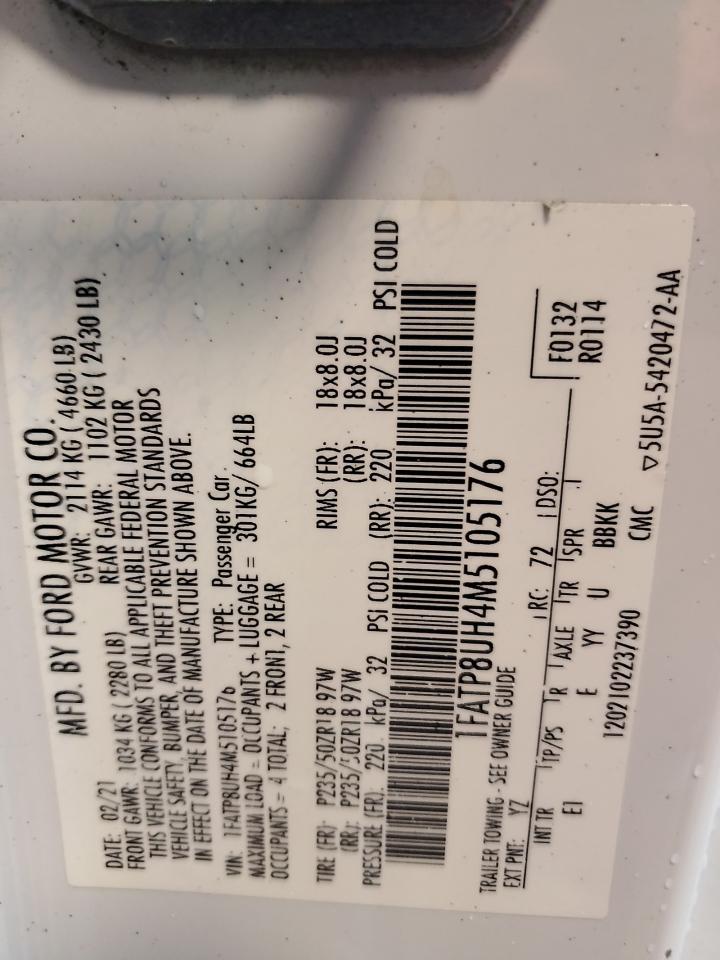 MFD. BY FORD MOTOR CO.
DATE: 02/21 GVWR: 2114 KG ( 4660 LB)
FRONT GAWR: 1034 KG ( 2280 LB) REAR GAWR: 1102 KG ( 2430 LB)
THIS VEHICLE CONFORMS TO ALL APPLICABLE FEDERAL MOTOR
VEHICLE SAFETY, BUMPER, AND THEFT PREVENTION STANDARDS
IN EFFECT ON THE DATE OF MANUFACTURE SHOWN ABOVE.
VIN: 1FATP8UH4M5105176 TYPE: Passenger Car
MAXIMUM LOAD = OCCUPANTS + LUGGAGE = 301KG/ 664LB
OCCUPANTS = 4 TOTAL; 2 FRONT, 2 REAR
TIRE (FR): P235/50ZR18 97W RIMS (FR): 18x8.0J
(RR): P235/50ZR18 97W (RR): 18x8.0J
PRESSURE (FR): 220 kPa/ 32 PSI COLD (RR): 220 kPa/ 32 PSI COLD
1FATP8UH4M5105176
TRAILER TOWING - SEE OWNER GUIDE
EXT PNT: YZ RC: 72 DSO: F0132
R0114
INT TR TP/PS R AXLE TR SPR
EI E YY U BBKK
1202102237390 CMC ▽5U5A-5420472-AA